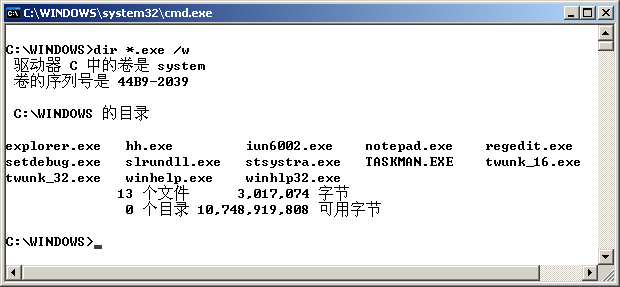 C:\WINDOWS\system32\cmd.exe
C:\WINDOWS>dir *.exe /w
驱动器 C 中的卷是 system
卷的序列号是 44B9-2039
C:\WINDOWS 的目录
explorer.exe hh.exe iun6002.exe notepad.exe regedit.exe
setdebug.exe slrundll.exe stsystra.exe TASKMAN.EXE twunk_16.exe
twunk_32.exe winhelp.exe winhlp32.exe
13 个文件 3,017,074 字节
0 个目录 10,748,919,808 可用字节
C:\WINDOWS>_